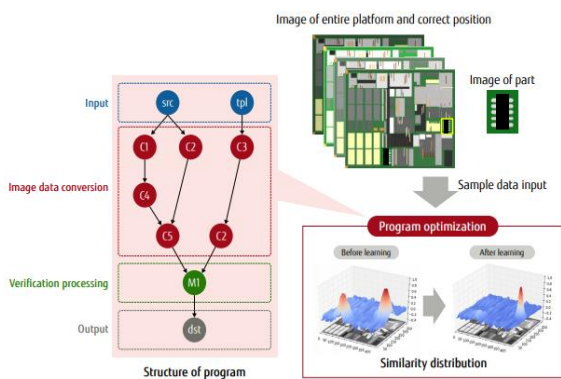 Image of entire platform and correct position
Image of part
Input
src
tpl
Image data conversion
C1
C2
C3
C4
C5
C2
Verification processing
M1
Output
dst
Structure of program
Sample data input
Program optimization
Before learning
After learning
Similarity distribution